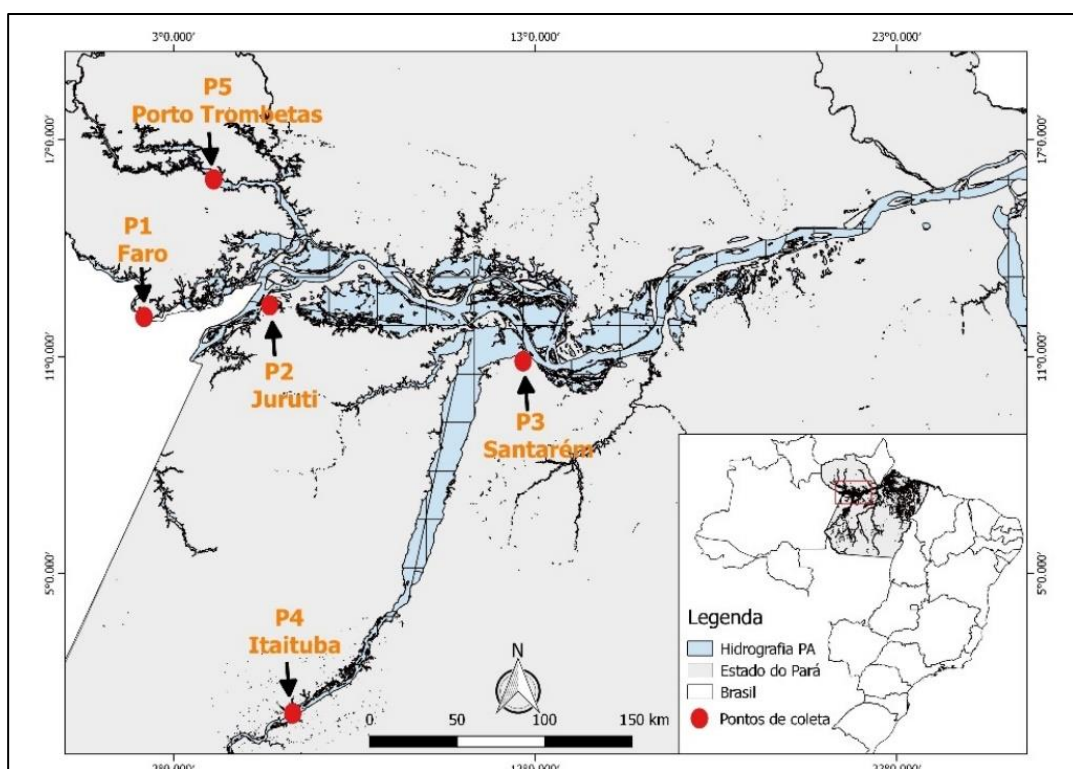 3°0.000'
13°0.000'
23°0.000'
P5
Porto Trombetas
17°0.000'
17°0.000'
P1
Faro
P2
Juruti
11°0.000'
11°0.000'
P3
Santarém
5°0.000'
5°0.000'
P4
Itaituba
0
50
100
150 km
Legenda
Hidrografia PA
Estado do Pará
Brasil
Pontos de coleta